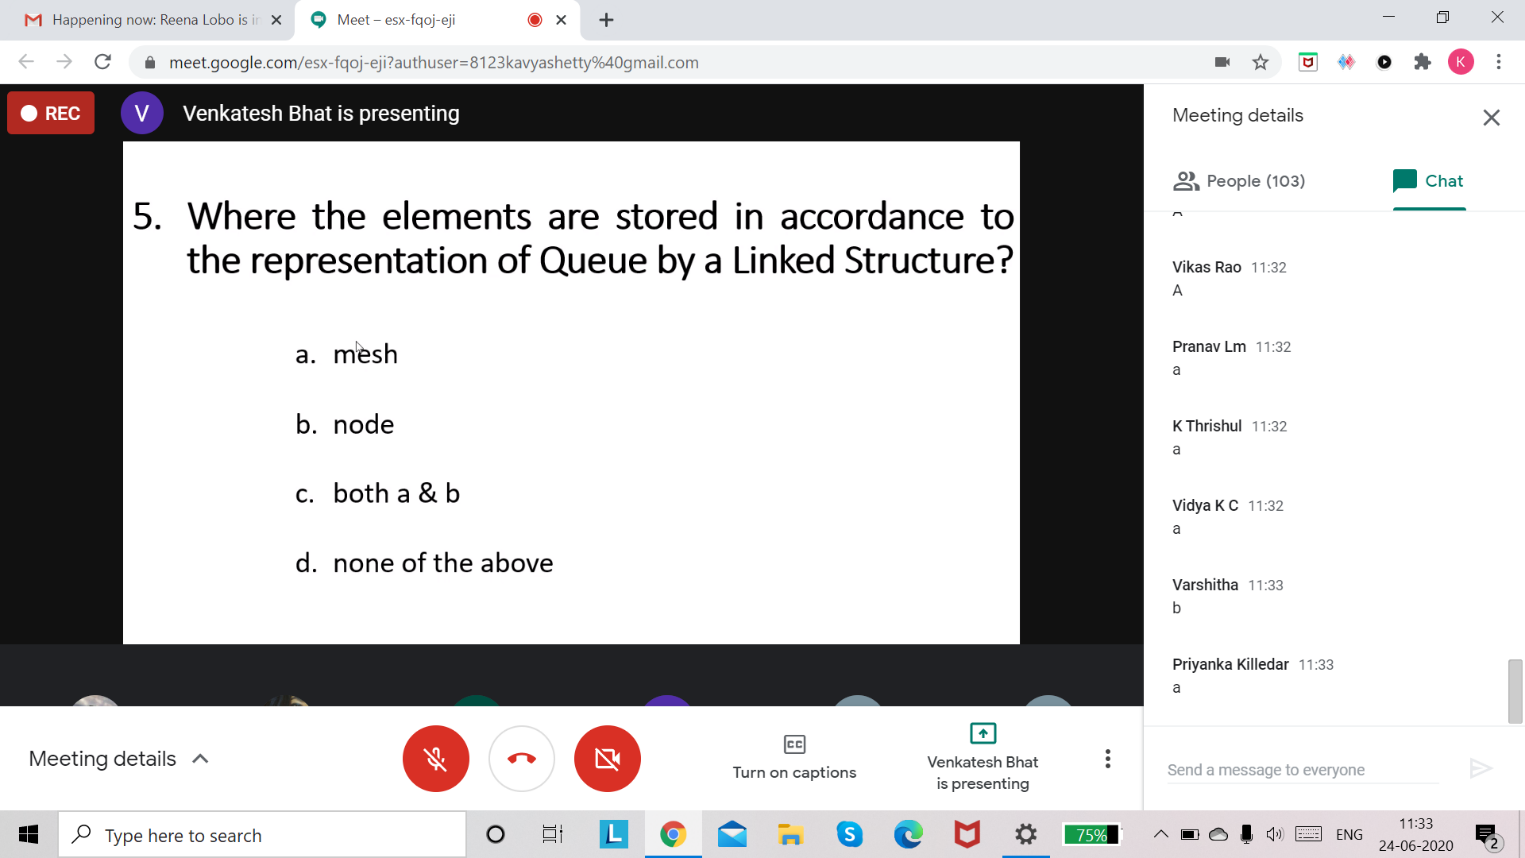 Happening now: Reena Lobo is in
Meet – esx-fqoj-eji
meet.google.com/esx-fqoj-eji?authuser=8123kavyashetty%40gmail.com
K
REC
V
Venkatesh Bhat is presenting
5. Where the elements are stored in accordance to
the representation of Queue by a Linked Structure?
a. mesh
b. node
c. both a & b
d. none of the above
Meeting details
People (103)
Chat
Vikas Rao 11:32
A
Pranav Lm 11:32
a
K Thrishul 11:32
a
Vidya K C 11:32
a
Varshitha 11:33
b
Priyanka Killedar 11:33
a
Send a message to everyone
Meeting details
CC
Turn on captions
Venkatesh Bhat
is presenting
Type here to search
L
S
75%
ENG
11:33
24-06-2020
2